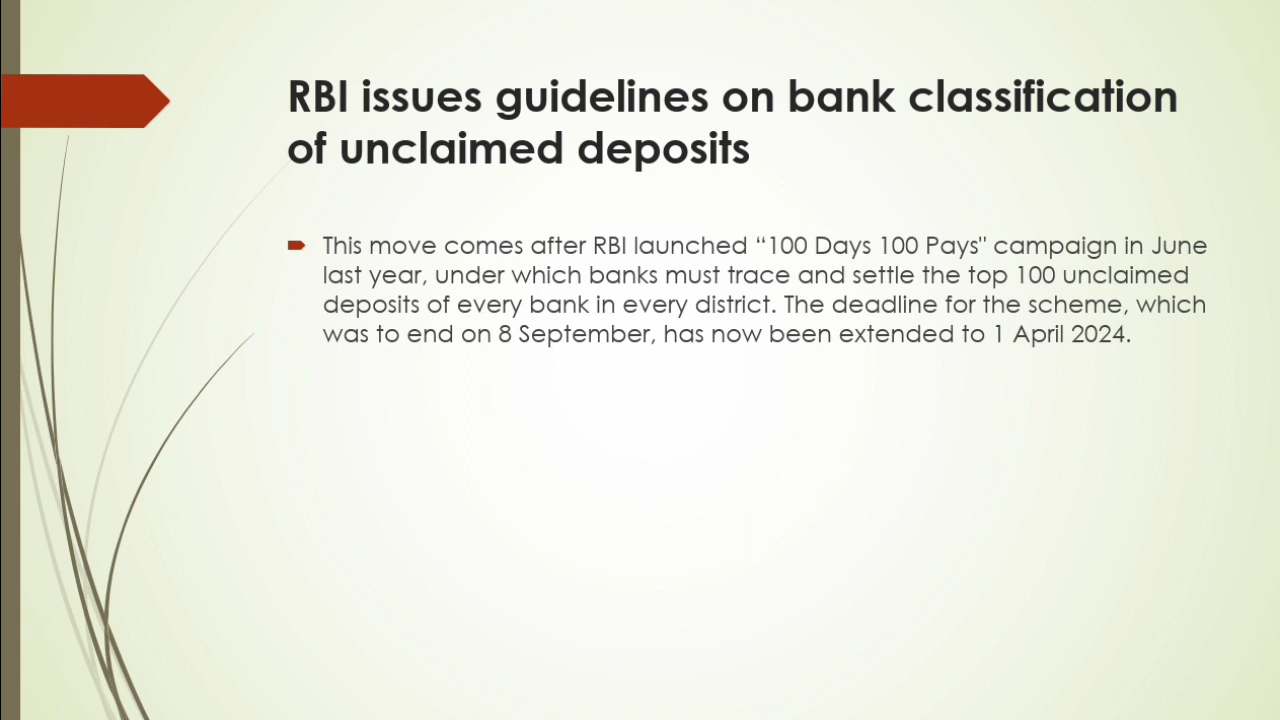 RBI issues guidelines on bank classification
of unclaimed deposits
This move comes after RBI launched “100 Days 100 Pays" campaign in June
last year, under which banks must trace and settle the top 100 unclaimed
deposits of every bank in every district. The deadline for the scheme, which
was to end on 8 September, has now been extended to 1 April 2024.